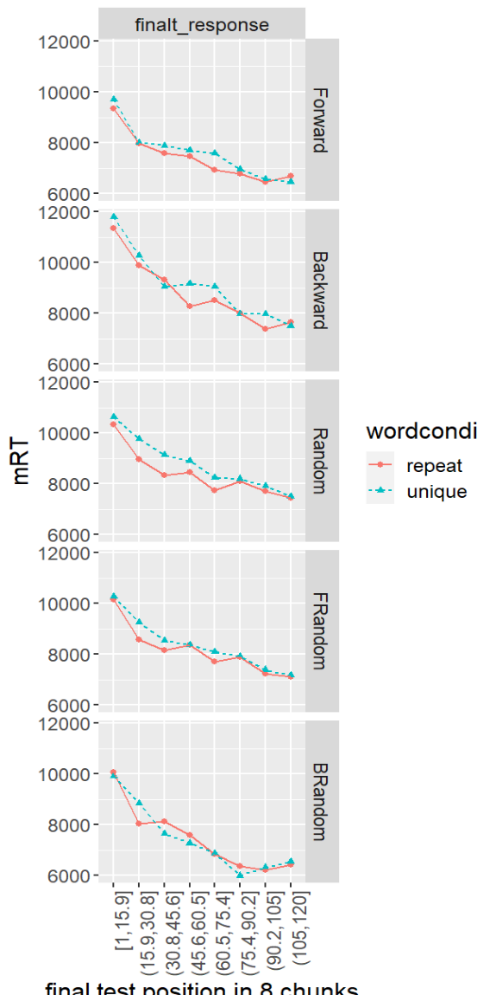 finalt_response
12000
10000
8000
6000
Forward
12000
10000
8000
6000
Backward
12000
10000
8000
6000
Random
12000
10000
8000
6000
FRandom
12000
10000
8000
6000
BRandom
mRT
wordcondi
repeat
unique
[1,15.9]
(15.9,30.8]
(30.8,45.6]
(45.6,60.5]
(60.5,75.4]
(75.4,90.2]
(90.2,105]
(105,120]
final test position in 8 chunks